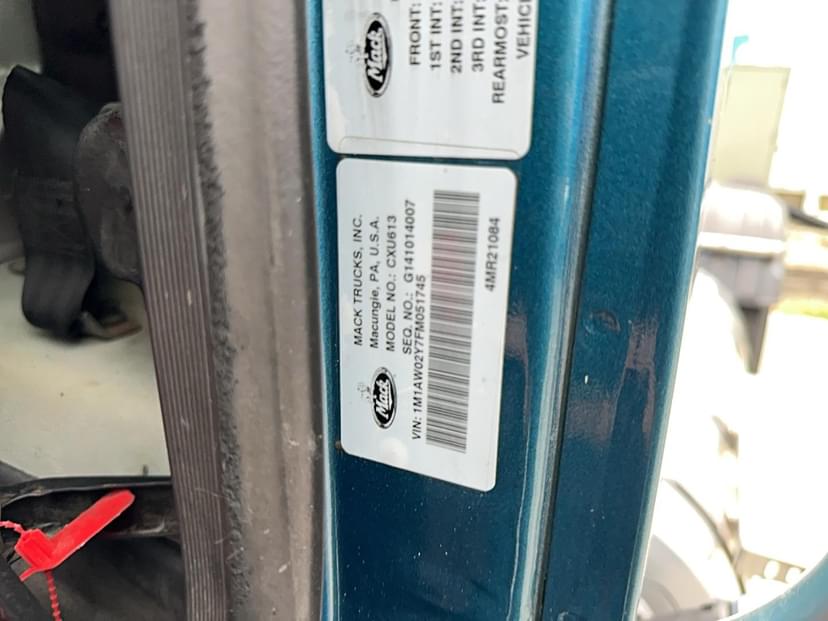 Mack
FRONT:
1ST INT:
2ND INT:
3RD INT:
REARMOST:
VEHIC
MACK TRUCKS, INC.
Macungie, PA, U.S.A.
MODEL NO.: CXU613
SEQ. NO.: G141014007
Mack
VIN: 1M1AW02Y7FM051745
4MR21084